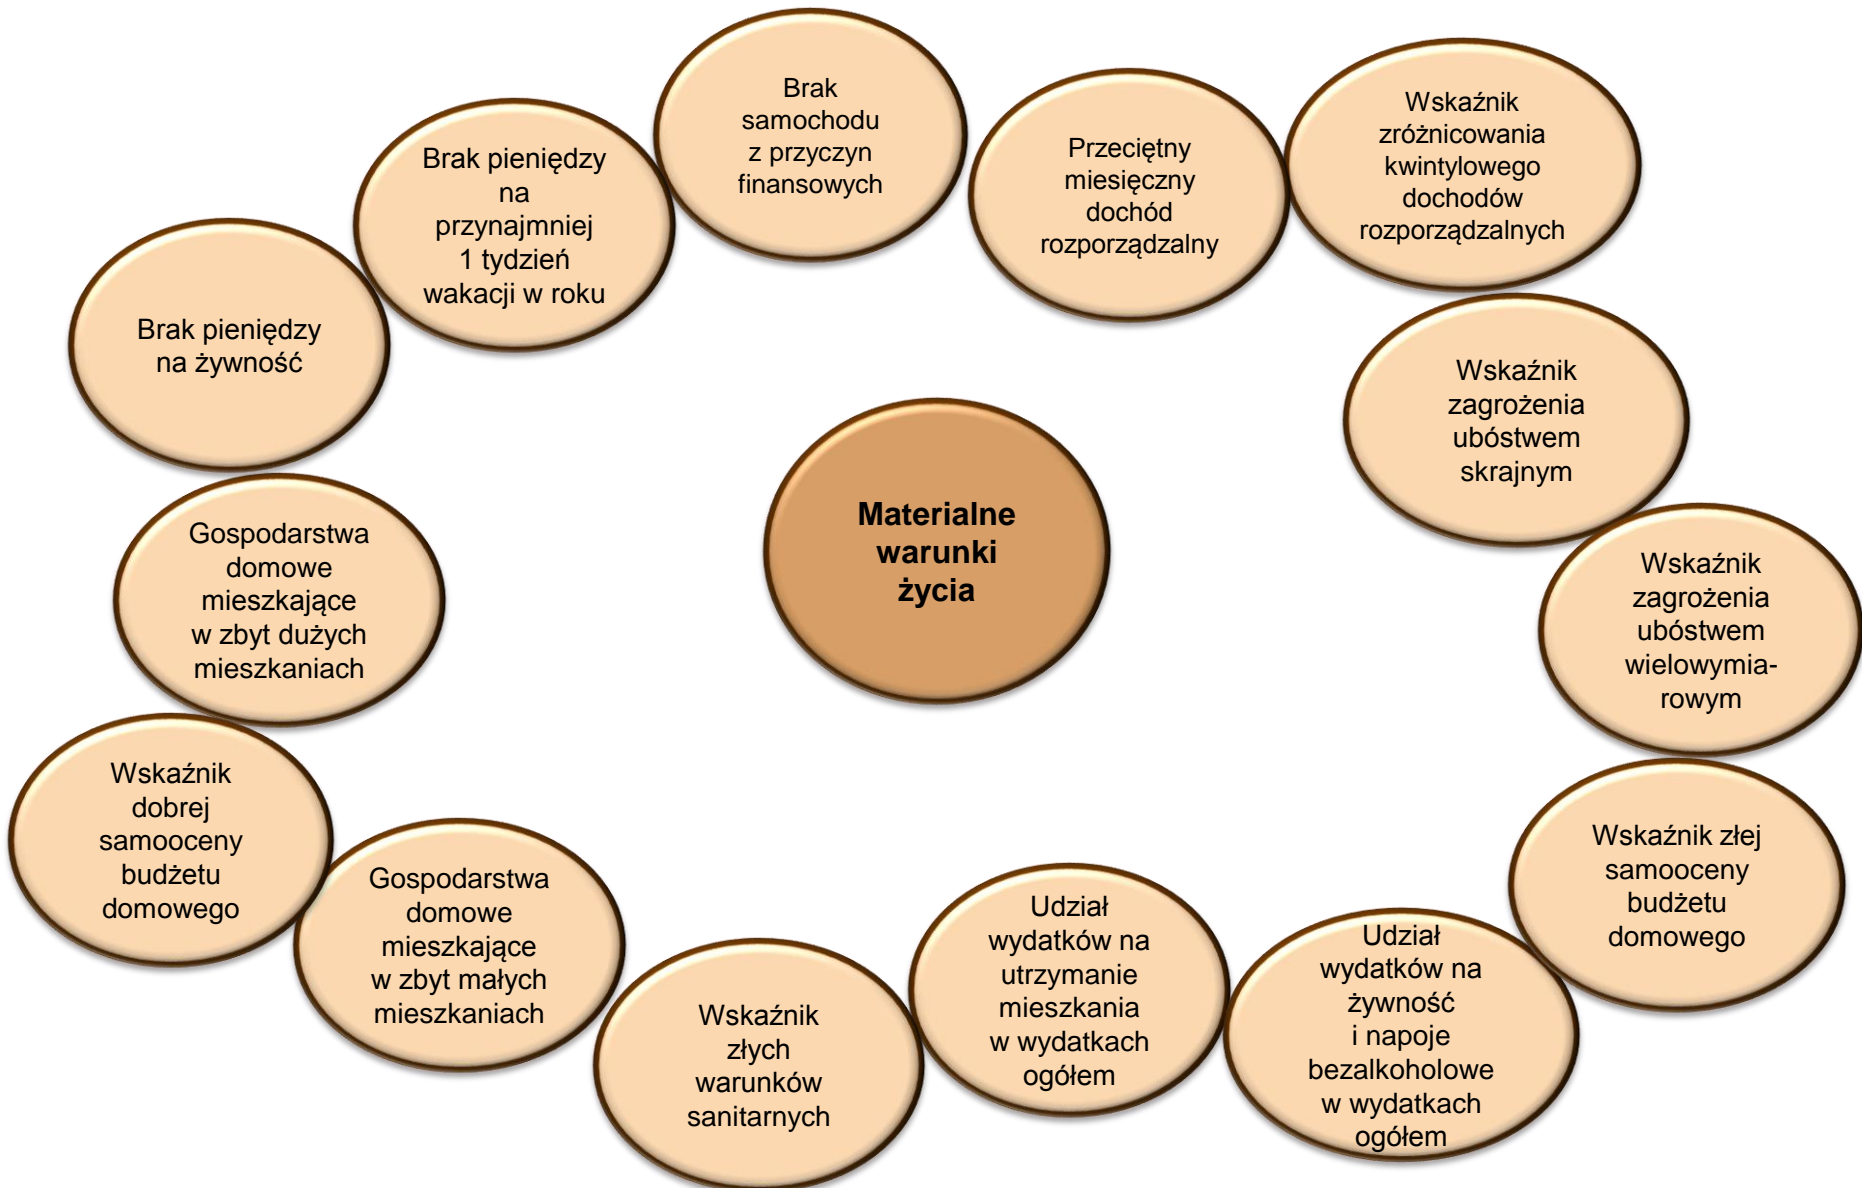 Brak
samochodu
z przyczyn
finansowych
Wskaźnik
zróżnicowania
kwintylowego
dochodów
rozporządzalnych
Przeciętny
miesięczny
dochód
rozporządzalny
Brak pieniędzy
na
przynajmniej
1 tydzień
wakacji w roku
Brak pieniędzy
na żywność
Wskaźnik
zagrożenia
ubóstwem
skrajnym
Materialne
warunki
życia
Gospodarstwa
domowe
mieszkające
w zbyt dużych
mieszkaniach
Wskaźnik
zagrożenia
ubóstwem
wielowymia-
rowym
Wskaźnik
dobrej
samooceny
budżetu
domowego
Wskaźnik złej
samooceny
budżetu
domowego
Gospodarstwa
domowe
mieszkające
w zbyt małych
mieszkaniach
Udział
wydatków na
utrzymanie
mieszkania
w wydatkach
ogółem
Udział
wydatków na
żywność
i napoje
bezalkoholowe
w wydatkach
ogółem
Wskaźnik
złych
warunków
sanitarnych